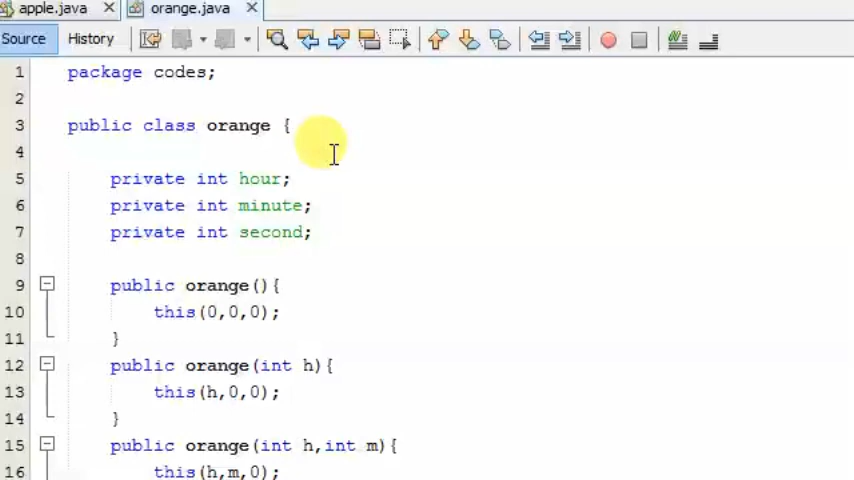 apple.java orange.java
Source History
1 package codes;
2
3 public class orange {
4
5 private int hour;
6 private int minute;
7 private int second;
8
9 public orange(){
10 this(0,0,0);
11 }
12 public orange(int h){
13 this(h,0,0);
14 }
15 public orange(int h,int m){
16 this(h,m,0);